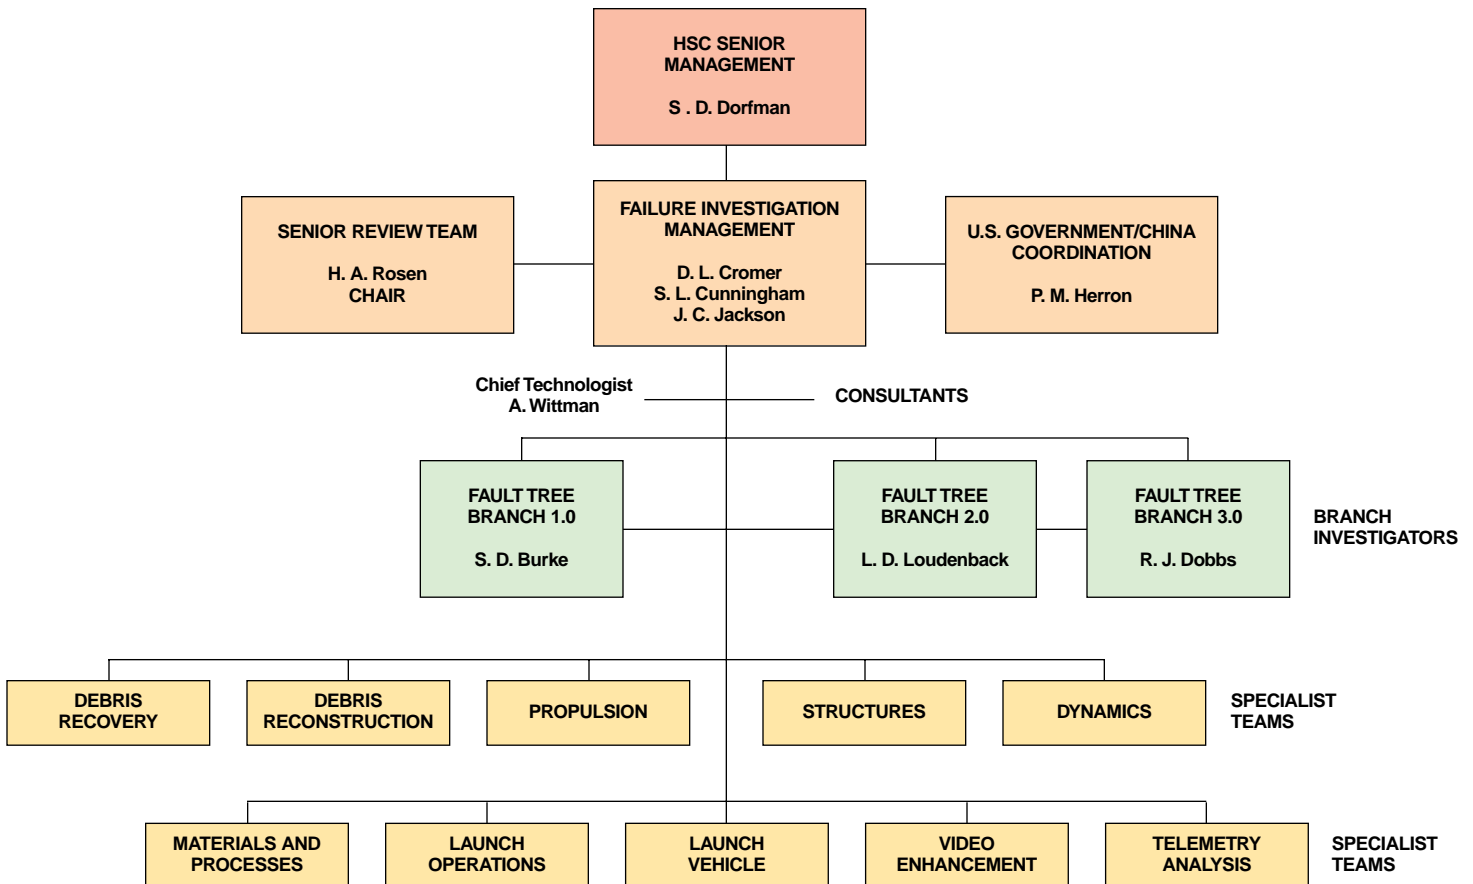 HSC SENIOR
MANAGEMENT
S . D. Dorfman
SENIOR REVIEW TEAM
H. A. Rosen
CHAIR
FAILURE INVESTIGATION
MANAGEMENT
D. L. Cromer
S. L. Cunningham
J. C. Jackson
U.S. GOVERNMENT/CHINA
COORDINATION
P. M. Herron
Chief Technologist
A. Wittman
CONSULTANTS
FAULT TREE
BRANCH 1.0
S. D. Burke
FAULT TREE
BRANCH 2.0
L. D. Loudenback
FAULT TREE
BRANCH 3.0
R. J. Dobbs
BRANCH
INVESTIGATORS
DEBRIS
RECOVERY
DEBRIS
RECONSTRUCTION
PROPULSION
STRUCTURES
DYNAMICS
SPECIALIST
TEAMS
MATERIALS AND
PROCESSES
LAUNCH
OPERATIONS
LAUNCH
VEHICLE
VIDEO
ENHANCEMENT
TELEMETRY
ANALYSIS
SPECIALIST
TEAMS